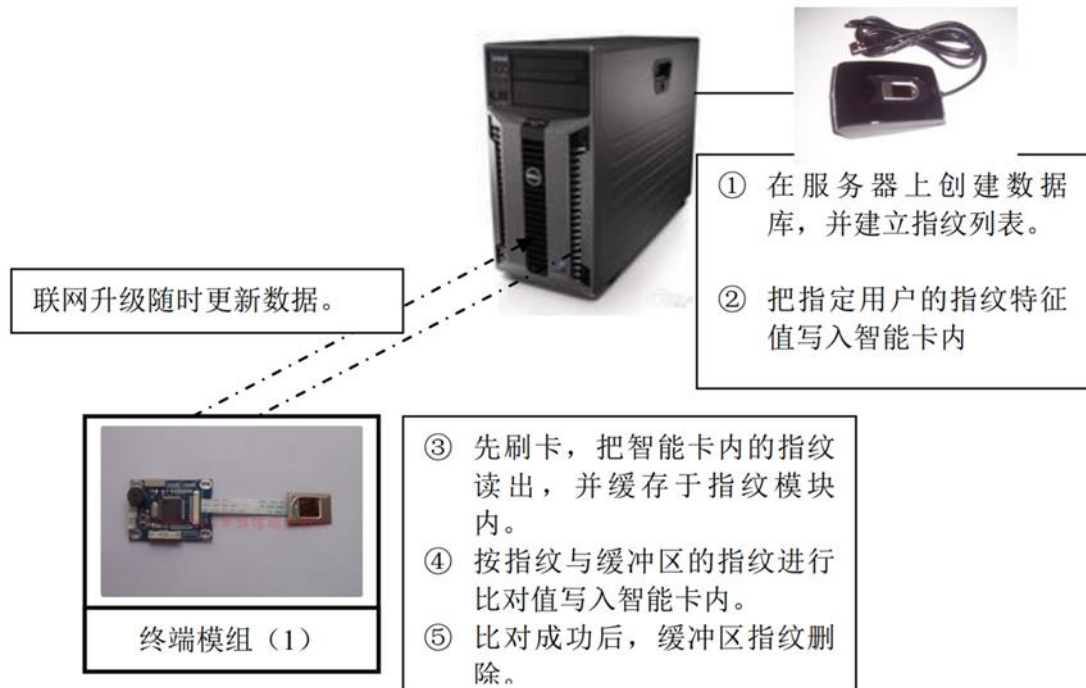 ① 在服务器上创建数据
库，并建立指纹列表。
② 把指定用户的指纹特征
值写入智能卡内
联网升级随时更新数据。
③ 先刷卡，把智能卡内的指纹
读出，并缓存于指纹模块
内。
④ 按指纹与缓冲区的指纹进行
比对值写入智能卡内。
⑤ 比对成功后，缓冲区指纹删
除。
终端模组（1）